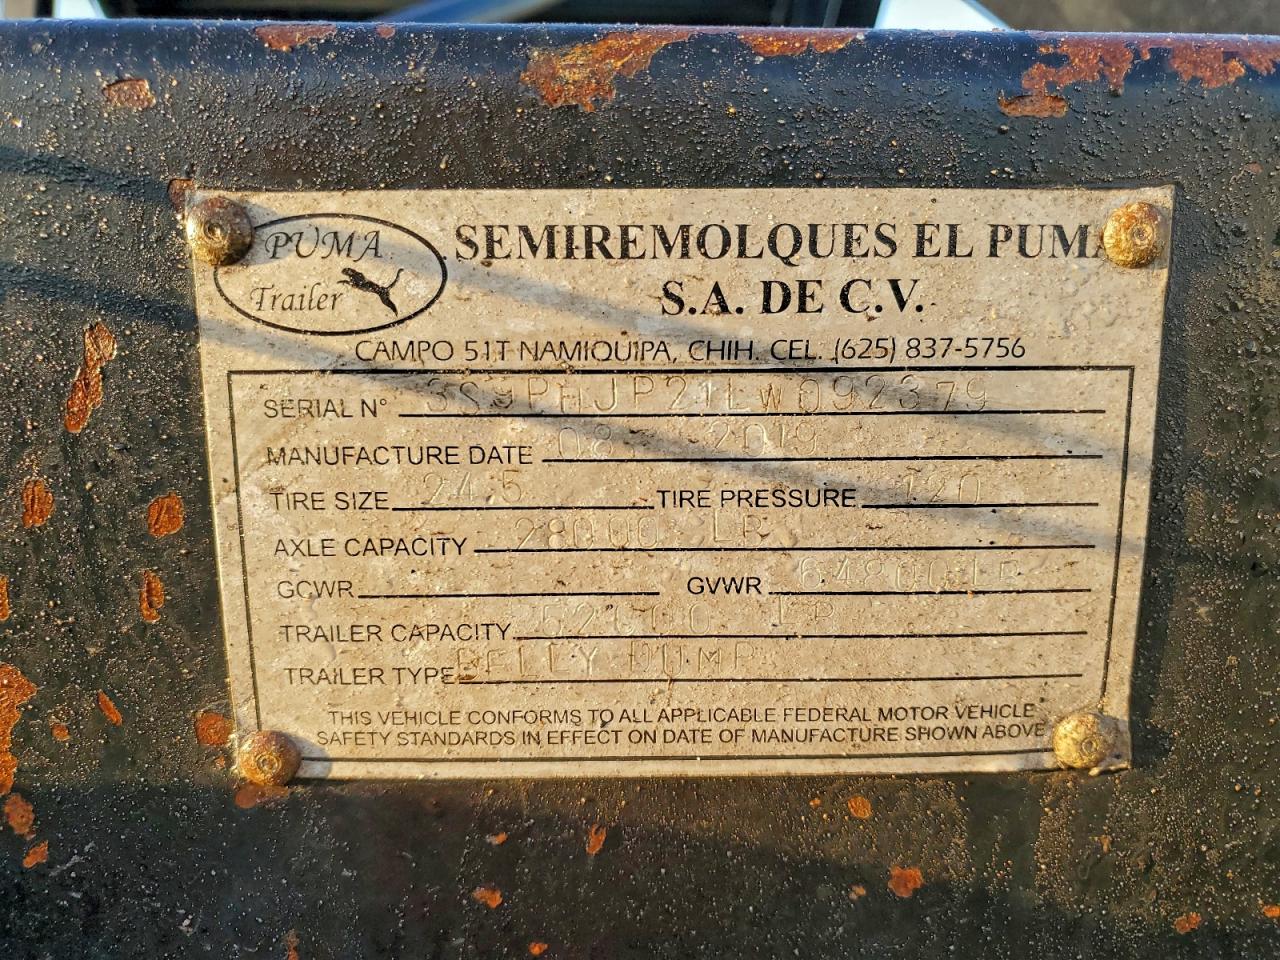 PUMA
Trailer
SEMIREMOLQUES EL PUMA
S.A. DE C.V.
CAMPO 51T NAMIQUIPA, CHIH. CEL. (625) 837-5756
SERIAL N° 3S9PHJP21LW092379
MANUFACTURE DATE 08 2019
TIRE SIZE 24.5 TIRE PRESSURE 120
AXLE CAPACITY 28000 LB
GCWR GVWR 64800 LB
TRAILER CAPACITY 52000 LB
TRAILER TYPE BELLY DUMP
THIS VEHICLE CONFORMS TO ALL APPLICABLE FEDERAL MOTOR VEHICLE
SAFETY STANDARDS IN EFFECT ON DATE OF MANUFACTURE SHOWN ABOVE